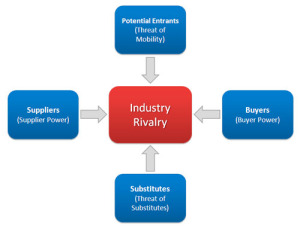 Potential Entrants
(Threat of
Mobility)
Suppliers
(Supplier Power)
Industry
Rivalry
Buyers
(Buyer Power)
Substitutes
(Threat of
Substitutes)